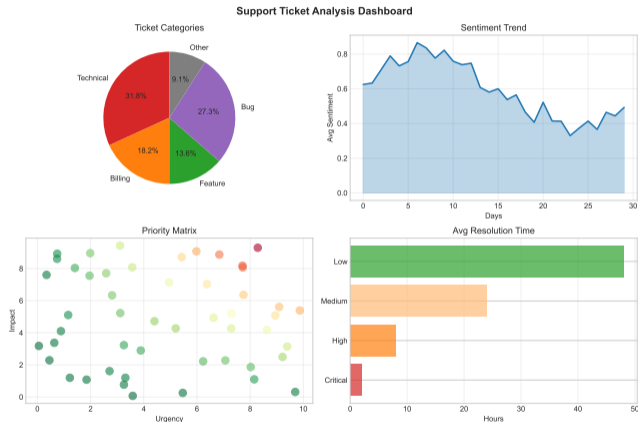 Support Ticket Analysis Dashboard
Ticket Categories
Other
9.1%
Technical
31.8%
27.3%
Bug
18.2%
13.6%
Billing
Feature
Sentiment Trend
Avg Sentiment
0.8
0.6
0.4
0.2
0.0
0 5 10 15 20 25 30
Days
Priority Matrix
Impact
8
6
4
2
0
0 2 4 6 8 10
Urgency
Avg Resolution Time
Low
Medium
High
Critical
0 10 20 30 40 50
Hours